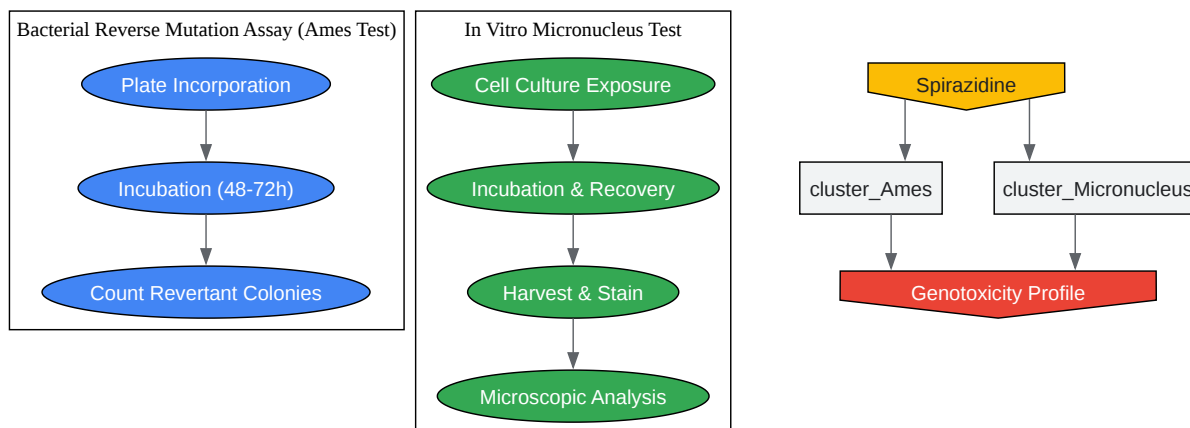 Bacterial Reverse Mutation Assay (Ames Test)
Plate Incorporation
Incubation (48-72h)
Count Revertant Colonies
In Vitro Micronucleus Test
Cell Culture Exposure
Incubation & Recovery
Harvest & Stain
Microscopic Analysis
Spirazidine
cluster_Ames
cluster_Micronucleus
Genotoxicity Profile